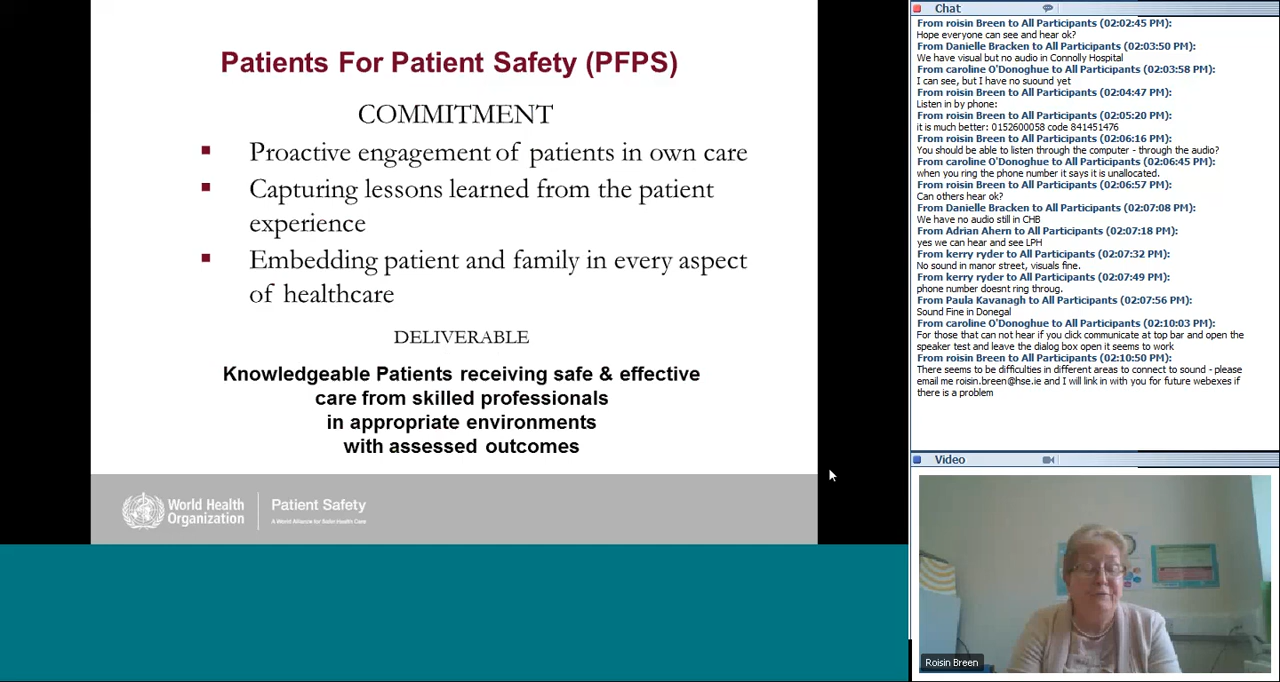 Patients For Patient Safety (PFPS)
COMMITMENT
▪ Proactive engagement of patients in own care
▪ Capturing lessons learned from the patient
experience
▪ Embedding patient and family in every aspect
of healthcare
DELIVERABLE
Knowledgeable Patients receiving safe & effective
care from skilled professionals
in appropriate environments
with assessed outcomes
World Health
Organization
Patient Safety
A World Alliance for Safer Health Care
Chat
From roisin Breen to All Participants (02:02:45 PM):
Hope everyone can see and hear ok?
From Danielle Bracken to All Participants (02:03:50 PM):
We have visual but no audio in Connolly Hospital
From caroline O'Donoghue to All Participants (02:03:58 PM):
I can see, but I have no suound yet
From roisin Breen to All Participants (02:04:47 PM):
Listen in by phone:
From roisin Breen to All Participants (02:05:20 PM):
it is much better: 0152600058 code 841451476
From roisin Breen to All Participants (02:06:16 PM):
You should be able to listen through the computer - through the audio?
From caroline O'Donoghue to All Participants (02:06:45 PM):
when you ring the phone number it says it is unallocated.
From roisin Breen to All Participants (02:06:57 PM):
Can others hear ok?
From Danielle Bracken to All Participants (02:07:08 PM):
We have no audio still in CHB
From Adrian Ahern to All Participants (02:07:18 PM):
yes we can hear and see LPH
From kerry ryder to All Participants (02:07:32 PM):
No sound in manor street, visuals fine.
From kerry ryder to All Participants (02:07:49 PM):
phone number doesnt ring throug.
From Paula Kavanagh to All Participants (02:07:56 PM):
Sound Fine in Donegal
From caroline O'Donoghue to All Participants (02:10:03 PM):
For those that can not hear if you click communicate at top bar and open the
speaker test and leave the dialog box open it seems to work
From roisin Breen to All Participants (02:10:50 PM):
There seems to be difficulties in different areas to connect to sound - please
email me roisin.breen@hse.ie and I will link in with you for future webexes if
there is a problem
Video
Roisin Breen